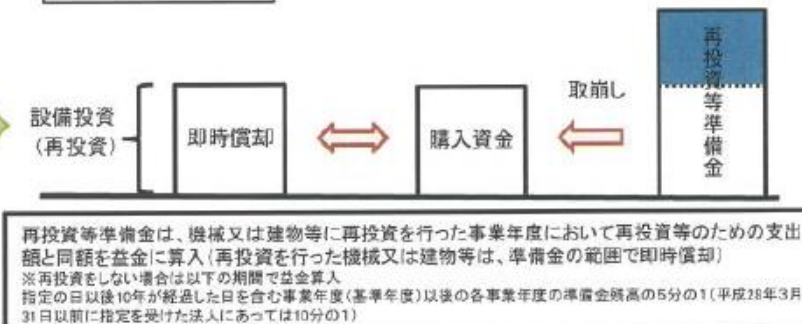 再投資等準備金
取崩し
設備投資
(再投資)
即時償却
購入資金
再投資等準備金は、機械又は建物等に再投資を行った事業年度において再投資等のための支出
額と同額を益金に算入(再投資を行った機械又は建物等は、準備金の範囲で即時償却)
※再投資をしない場合は以下の期間で益金算入
指定の日以後10年が経過した日を含む事業年度(基準年度)以後の各事業年度の準備金残高の5分の1(平成28年3月
31日以前に指定を受けた法人にあっては10分の1)